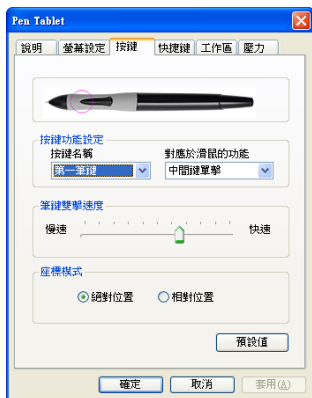 Pen Tablet
說明 螢幕設定 按鍵 快捷鍵 工作區 壓力
按鍵功能設定
按鍵名稱 對應於滑鼠的功能
第一筆鍵 中間鍵單擊
筆鍵雙擊速度
慢速 快速
座標模式
絕對位置 相對位置
預設值
確定 取消 套用(A)